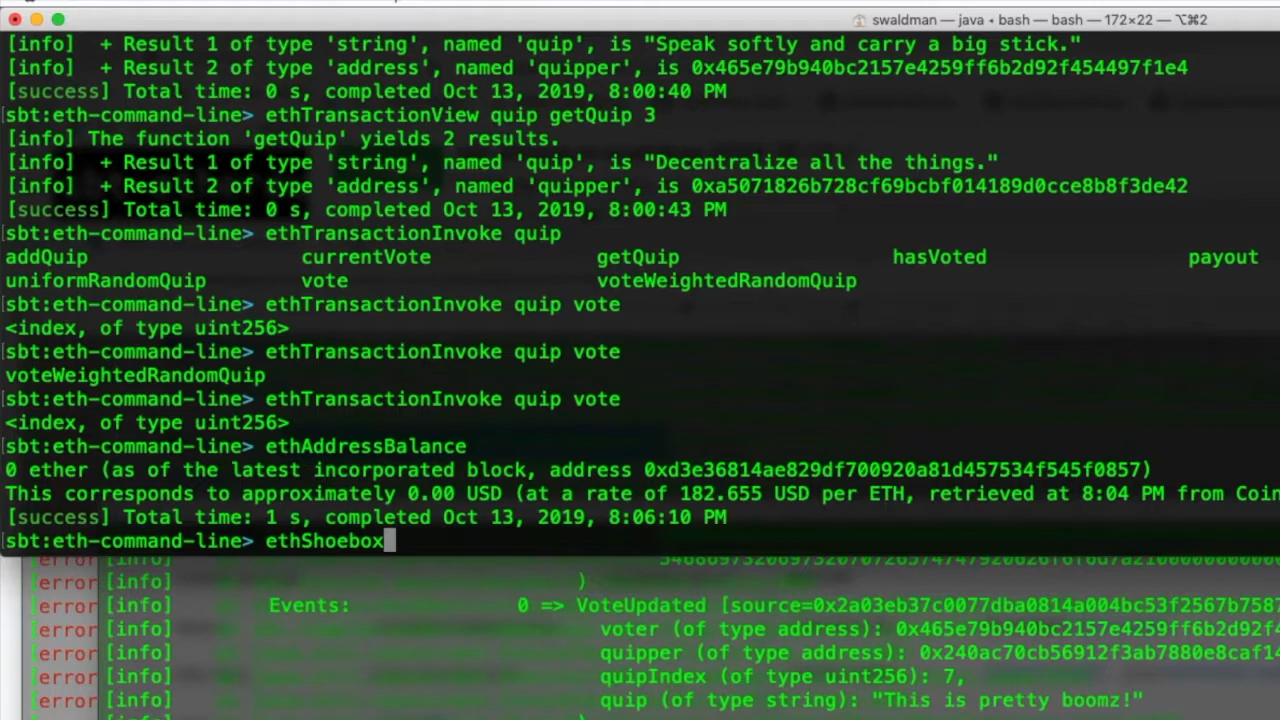 swaldman — java ◂ bash — bash — 172×22 — ⌥⌘2
[info]  + Result 1 of type 'string', named 'quip', is "Speak softly and carry a big stick."
[info]  + Result 2 of type 'address', named 'quipper', is 0x465e79b940bc2157e4259ff6b2d92f454497f1e4
[success] Total time: 0 s, completed Oct 13, 2019, 8:00:40 PM
sbt:eth-command-line> ethTransactionView quip getQuip 3
[info] The function 'getQuip' yields 2 results.
[info]  + Result 1 of type 'string', named 'quip', is "Decentralize all the things."
[info]  + Result 2 of type 'address', named 'quipper', is 0xa5071826b728cf69bcbf014189d0cce8b8f3de42
[success] Total time: 0 s, completed Oct 13, 2019, 8:00:43 PM
sbt:eth-command-line> ethTransactionInvoke quip
addQuip currentVote getQuip hasVoted payout
uniformRandomQuip vote voteWeightedRandomQuip
sbt:eth-command-line> ethTransactionInvoke quip vote
<index, of type uint256>
sbt:eth-command-line> ethTransactionInvoke quip vote
voteWeightedRandomQuip
sbt:eth-command-line> ethTransactionInvoke quip vote
<index, of type uint256>
sbt:eth-command-line> ethAddressBalance
0 ether (as of the latest incorporated block, address 0xd3e36814ae829df700920a81d457534f545f0857)
This corresponds to approximately 0.00 USD (at a rate of 182.655 USD per ETH, retrieved at 8:04 PM from Coin
[success] Total time: 1 s, completed Oct 13, 2019, 8:06:10 PM
sbt:eth-command-line> ethShoebox
[error [info]
[error [info] )
[error [info] Events: 0 => VoteUpdated [source=0x2a03eb37c0077dba0814a004bc53f2567b7587
[error [info] voter (of type address): 0x465e79b940bc2157e4259ff6b2d92f4
[error [info] quipper (of type address): 0x240ac70cb56912f3ab7880e8caf14
[error [info] quipIndex (of type uint256): 7,
[error [info] quip (of type string): "This is pretty boomz!"